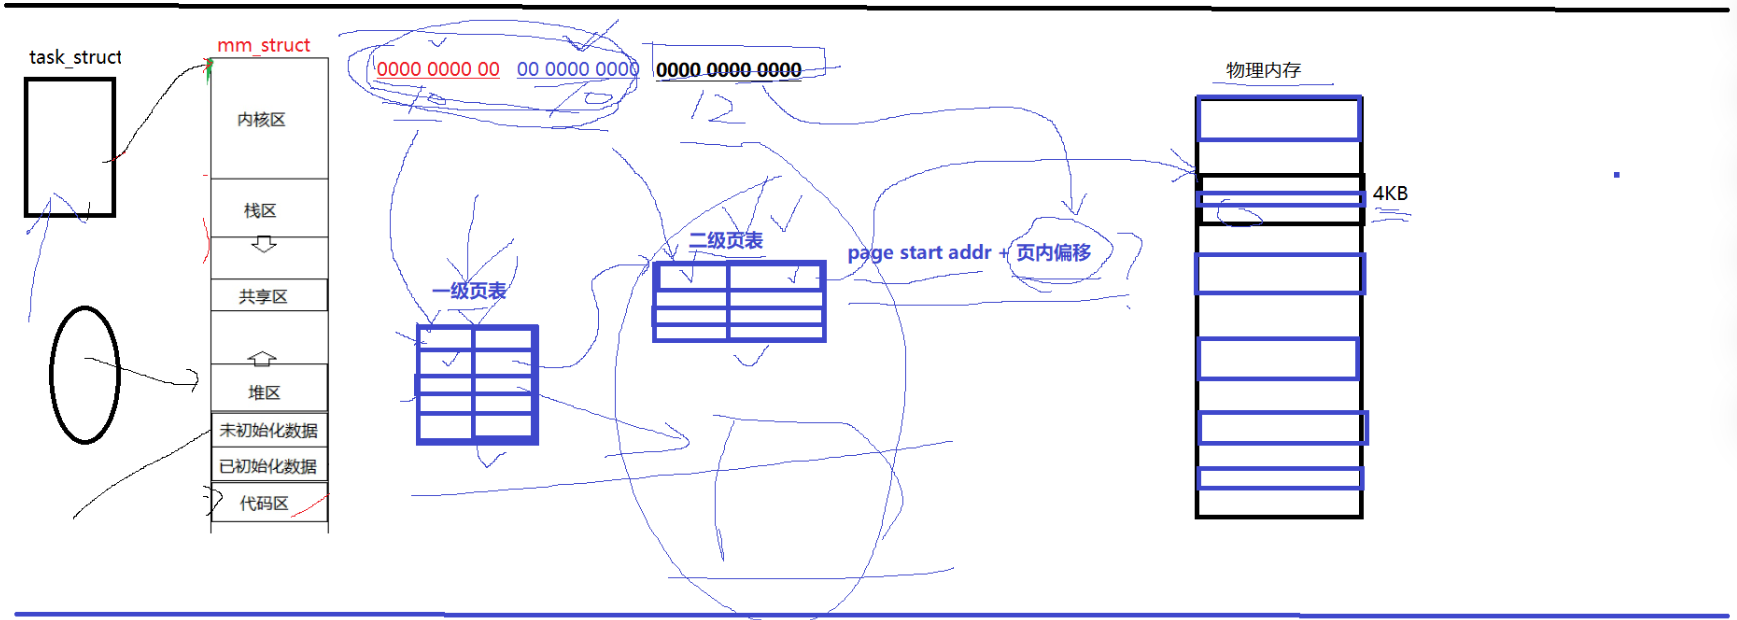 task_struct
mm_struct
0000 0000 00 00 0000 0000 0000 0000 0000
12
物理内存
内核区
栈区
共享区
堆区
未初始化数据
已初始化数据
代码区
一级页表
二级页表
page start addr + 页内偏移
4KB